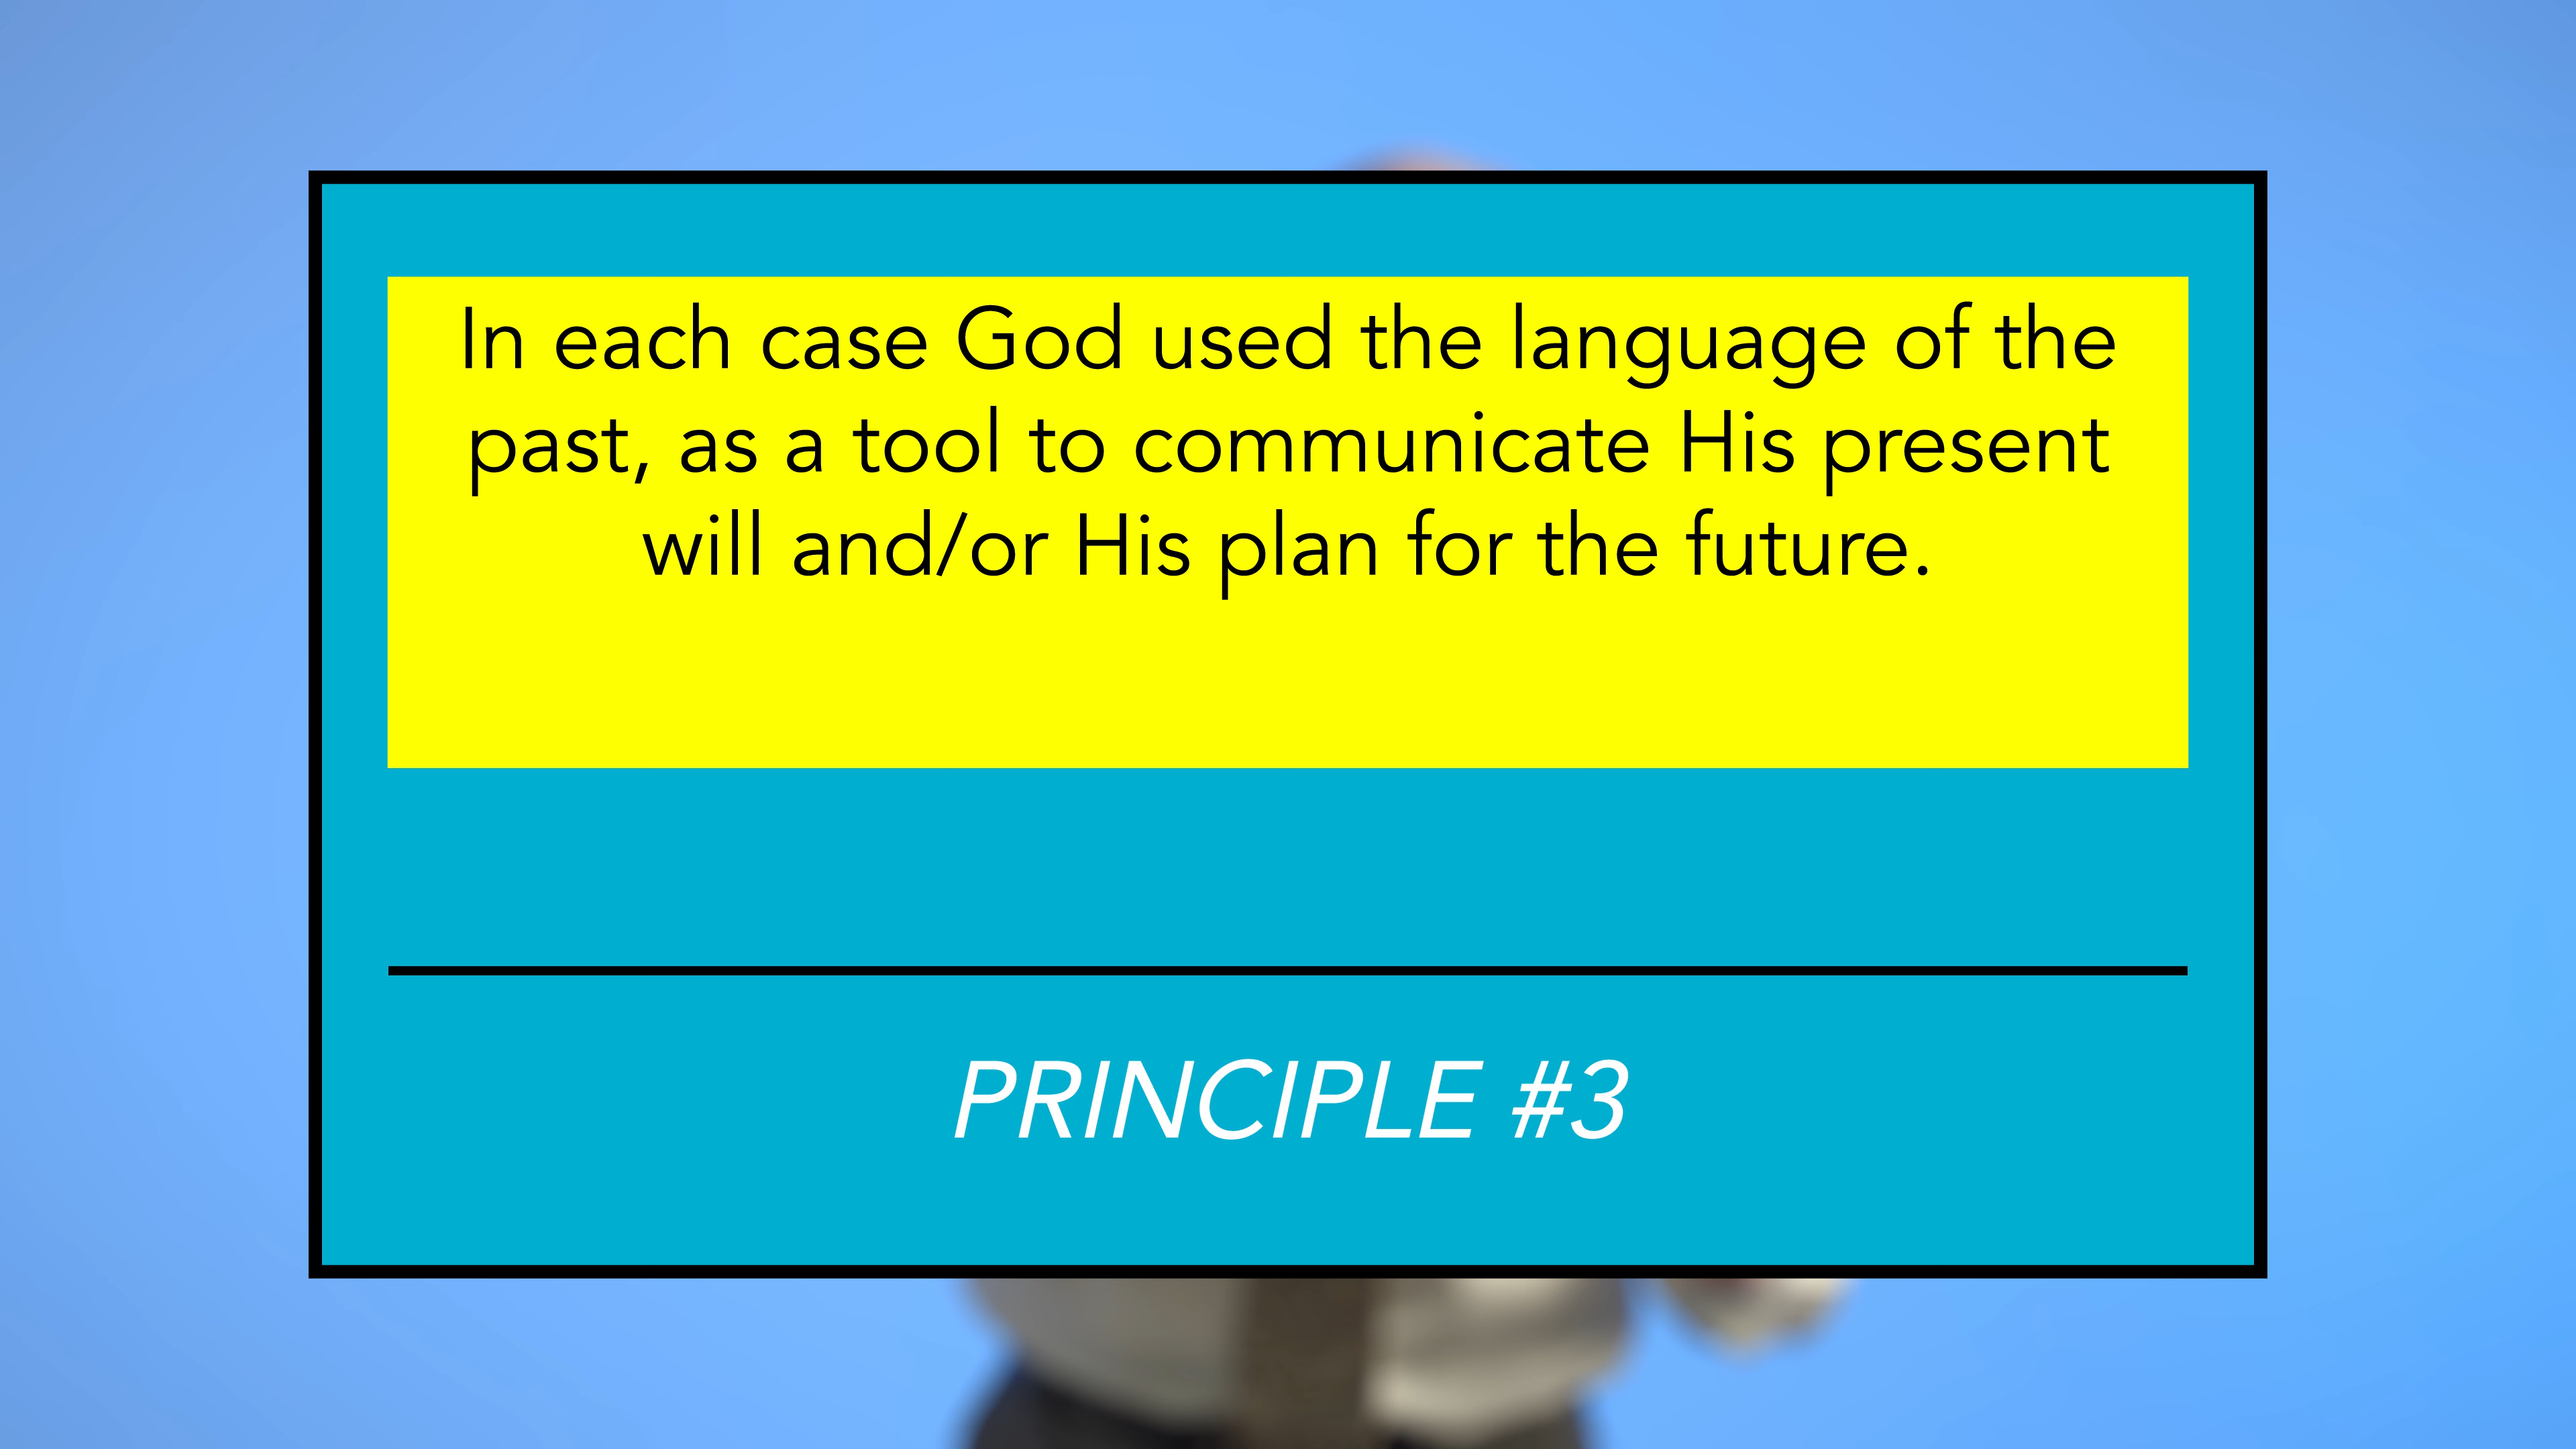 In each case God used the language of the
past, as a tool to communicate His present
will and/or His plan for the future.
PRINCIPLE #3